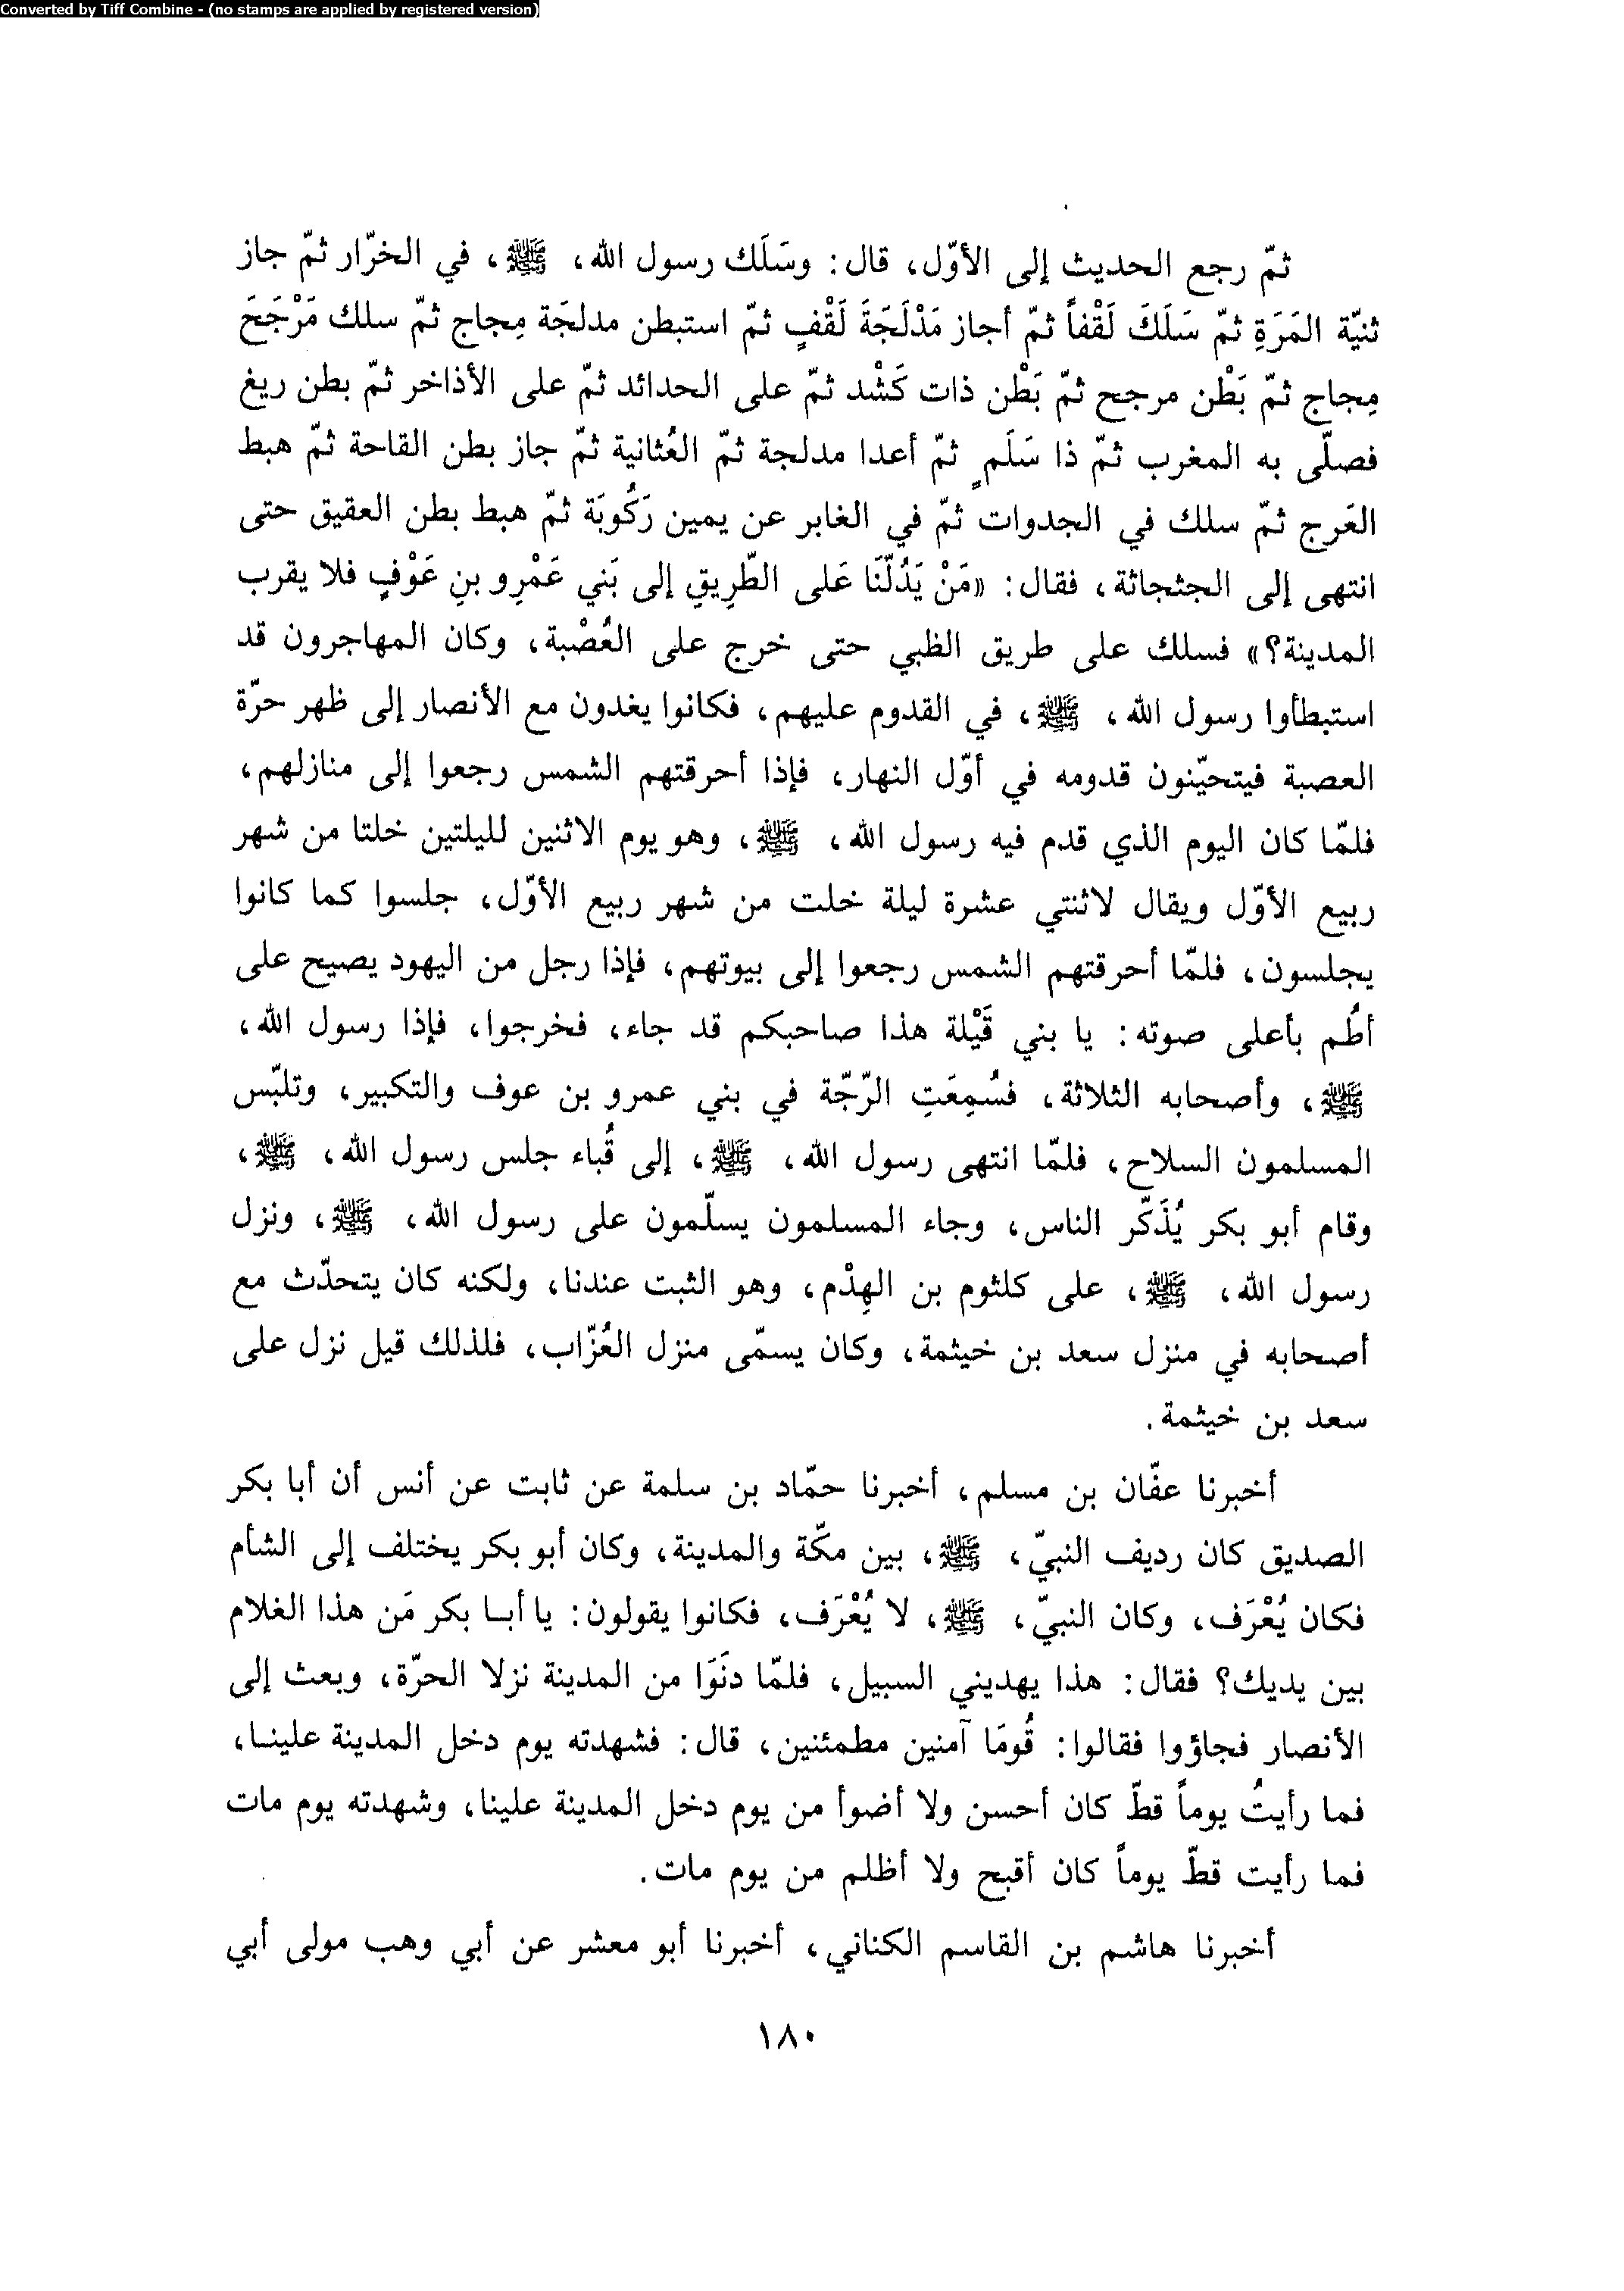 Converted by Tiff Combine - (no stamps are applied by registered version)
ثمّ رجع الحديث إلى الأوّل، قال: وسَلَك رسول الله، ﷺ، في الخرّار ثمّ جاز
ثنيّة المَرَةِ ثمّ سَلَكَ لَقْفاً ثمّ أجاز مَدْلَجَةَ لَقْفٍ ثمّ استبطن مدلجَة مِجاج ثمّ سلك مَرْجَحَ
مِجاج ثمّ بَطْن مرجح ثمّ بَطْن ذات كَشْد ثمّ على الحدائد ثمّ على الأذاخر ثمّ بطن ريغ
فصلّى به المغرب ثمّ ذا سَلَمٍ ثمّ أعدا مدلجة ثمّ العُثانية ثمّ جاز بطن القاحة ثمّ هبط
العَرج ثمّ سلك في الجدوات ثمّ في الغابر عن يمين رَكُوبَة ثمّ هبط بطن العقيق حتى
انتهى إلى الجثجاثة، فقال: «مَنْ يَدُلّنَا عَلى الطّرِيقِ إلى بَني عَمْرِو بنِ عَوْفٍ فلا يقرب
المدينة؟» فسلك على طريق الظبي حتى خرج على العُصْبة، وكان المهاجرون قد
استبطأوا رسول الله، ﷺ، في القدوم عليهم، فكانوا يغدون مع الأنصار إلى ظهر حرّة
العصبة فيتحيّنون قدومه في أوّل النهار، فإذا أحرقتهم الشمس رجعوا إلى منازلهم،
فلمّا كان اليوم الذي قدم فيه رسول الله، ﷺ، وهو يوم الاثنين لليلتين خلتا من شهر
ربيع الأوّل ويقال لاثنتي عشرة ليلة خلت من شهر ربيع الأوّل، جلسوا كما كانوا
يجلسون، فلمّا أحرقتهم الشمس رجعوا إلى بيوتهم، فإذا رجل من اليهود يصيح على
أطُم بأعلى صوته: يا بني قَيْلة هذا صاحبكم قد جاء، فخرجوا، فإذا رسول الله،
ﷺ، وأصحابه الثلاثة، فسُمِعَتِ الرّجّة في بني عمرو بن عوف والتكبير، وتلبّس
المسلمون السلاح، فلمّا انتهى رسول الله، ﷺ، إلى قُباء جلس رسول الله، ﷺ،
وقام أبو بكر يُذَكّر الناس، وجاء المسلمون يسلّمون على رسول الله، ﷺ، ونزل
رسول الله، ﷺ، على كلثوم بن الهِدْم، وهو الثبت عندنا، ولكنه كان يتحدّث مع
أصحابه في منزل سعد بن خيثمة، وكان يسمّى منزل العُزّاب، فلذلك قيل نزل على
سعد بن خيثمة.
أخبرنا عفّان بن مسلم، أخبرنا حمّاد بن سلمة عن ثابت عن أنس أن أبا بكر
الصديق كان رديف النبيّ، ﷺ، بين مكّة والمدينة، وكان أبو بكر يختلف إلى الشأم
فكان يُعْرَف، وكان النبيّ، ﷺ، لا يُعْرَف، فكانوا يقولون: يا أبا بكر مَن هذا الغلام
بين يديك؟ فقال: هذا يهديني السبيل، فلمّا دنَوَا من المدينة نزلا الحرّة، وبعث إلى
الأنصار فجاؤوا فقالوا: قُومَا آمنين مطمئنين، قال: فشهدته يوم دخل المدينة علينا،
فما رأيتُ يوماً قطّ كان أحسن ولا أضوأ من يوم دخل المدينة علينا، وشهدته يوم مات
فما رأيت قطّ يوماً كان أقبح ولا أظلم من يوم مات.
أخبرنا هاشم بن القاسم الكناني، أخبرنا أبو معشر عن أبي وهب مولى أبي
١٨٠